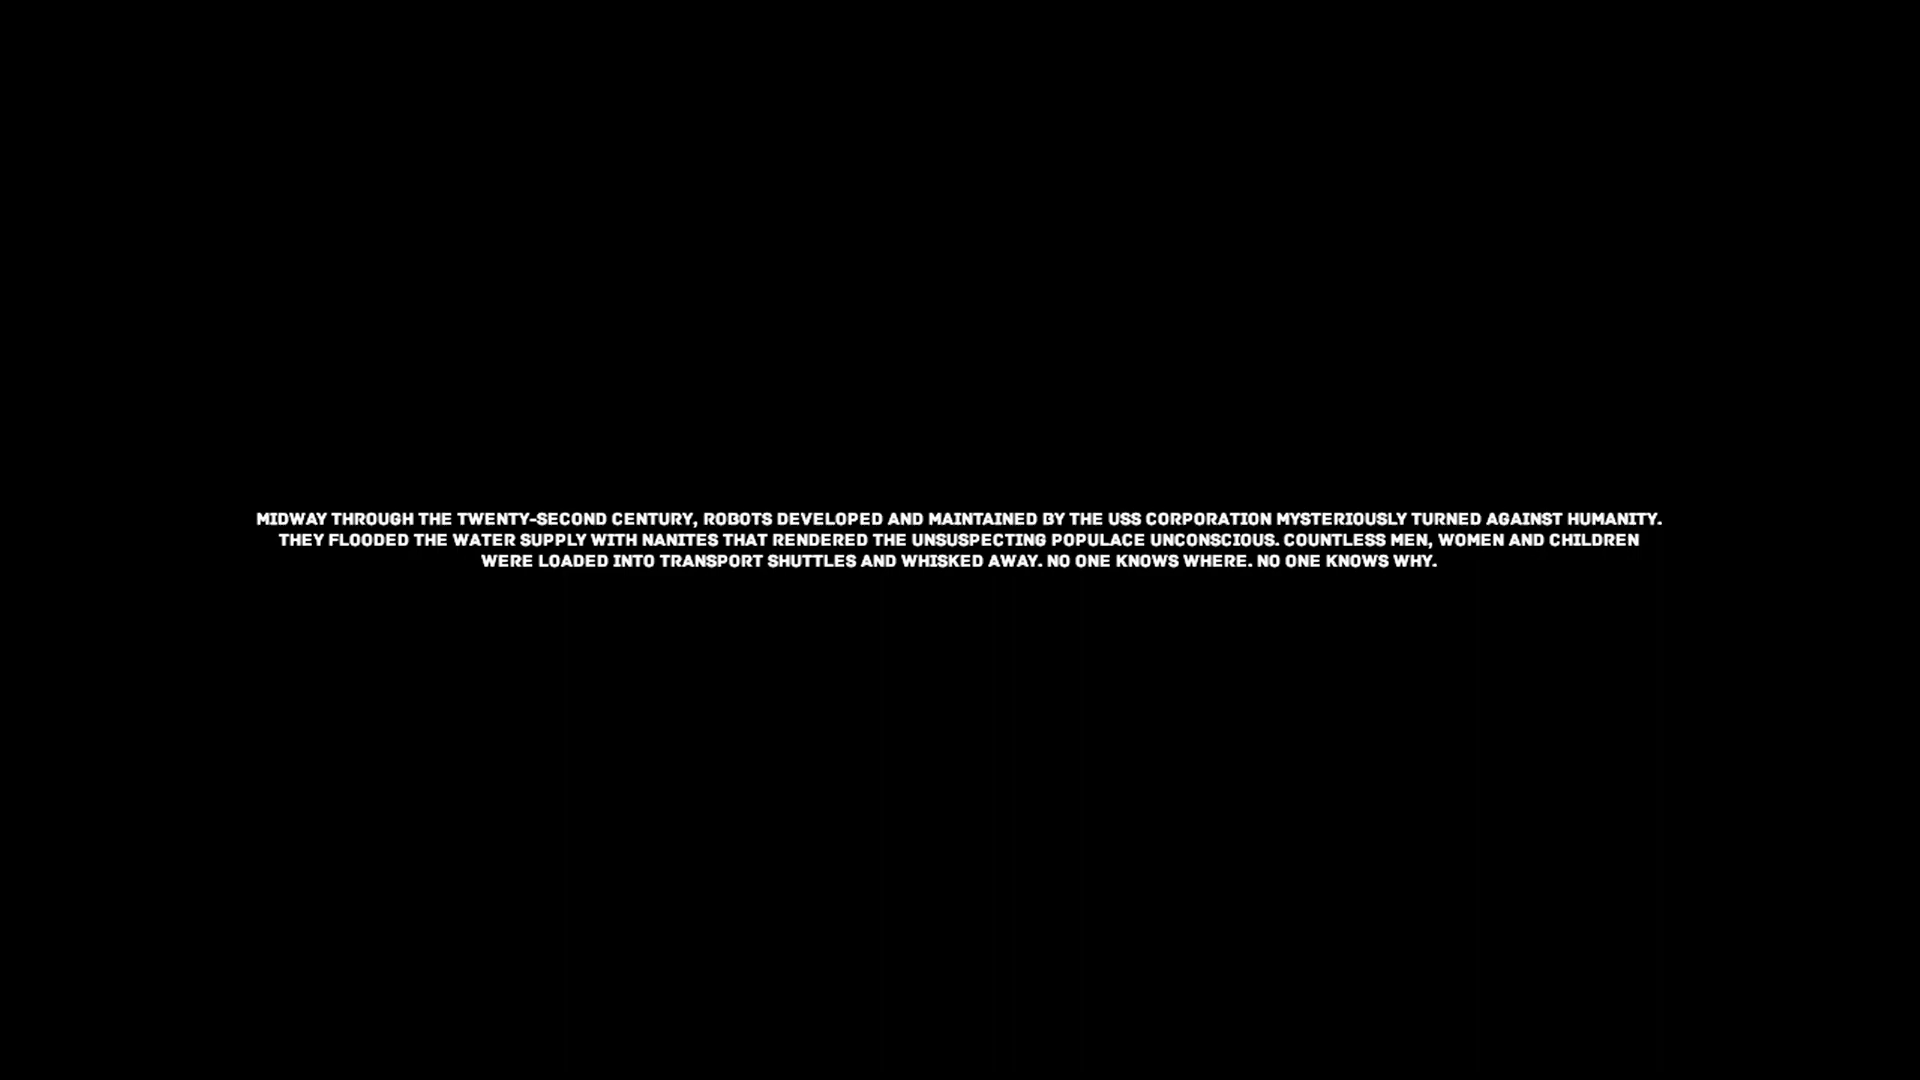 MIDWAY THROUGH THE TWENTY-SECOND CENTURY, ROBOTS DEVELOPED AND MAINTAINED BY THE USS CORPORATION MYSTERIOUSLY TURNED AGAINST HUMANITY.
THEY FLOODED THE WATER SUPPLY WITH NANITES THAT RENDERED THE UNSUSPECTING POPULACE UNCONSCIOUS. COUNTLESS MEN, WOMEN AND CHILDREN
WERE LOADED INTO TRANSPORT SHUTTLES AND WHISKED AWAY. NO ONE KNOWS WHERE. NO ONE KNOWS WHY.